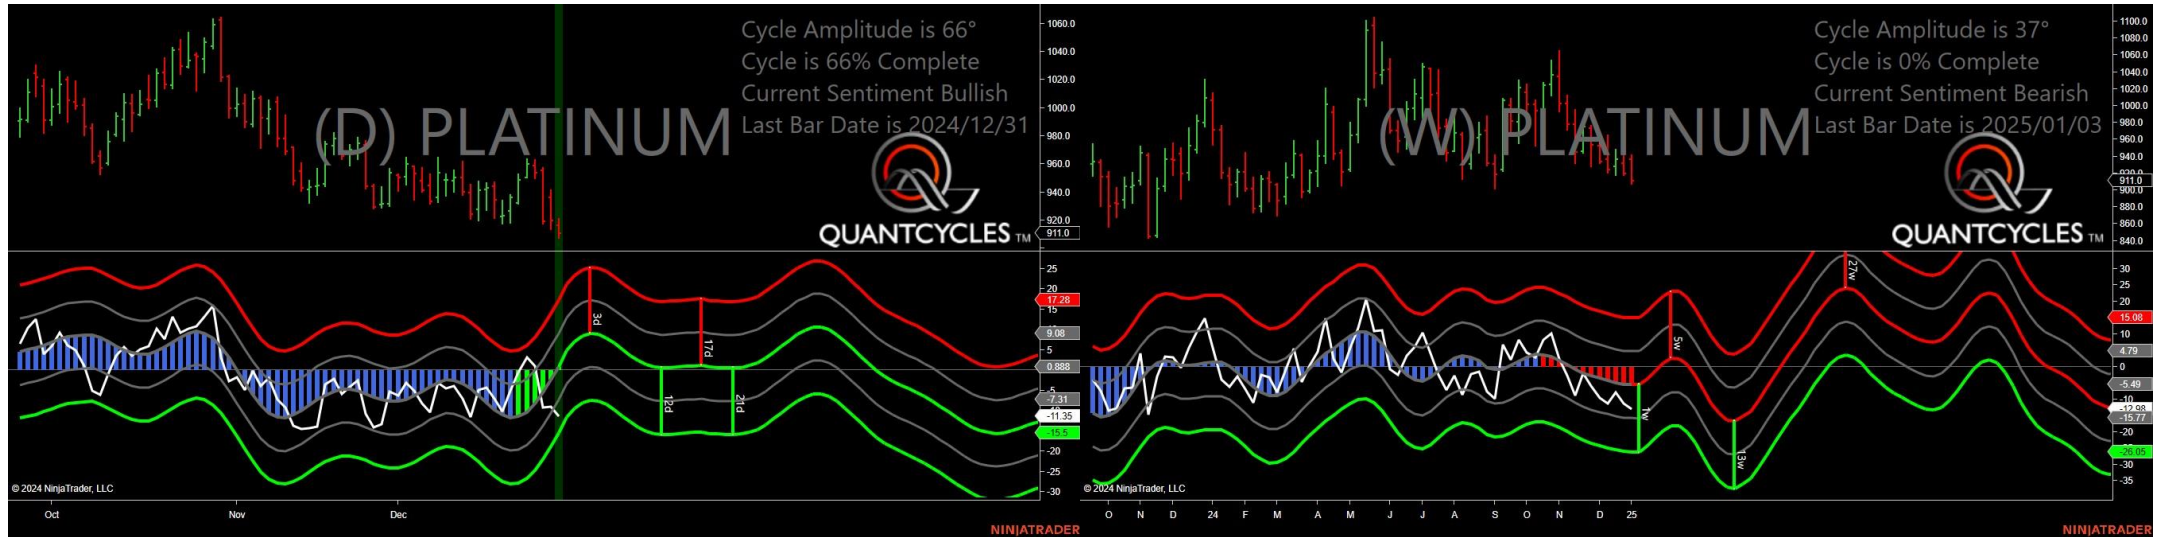 Cycle Amplitude is 66°
Cycle is 66% Complete
Current Sentiment Bullish
Last Bar Date is 2024/12/31
(D) PLATINUM
QUANTCYCLES TM
1060.0
1040.0
1020.0
1000.0
980.0
960.0
940.0
920.0
911.0
25
20
17.28
15
9.08
5
0.888
-5
-7.31
-11.35
-15.5
-20
-25
-30
3d
17d
12d
21d
© 2024 NinjaTrader, LLC
Oct
Nov
Dec
NINJATRADER
Cycle Amplitude is 37°
Cycle is 0% Complete
Current Sentiment Bearish
Last Bar Date is 2025/01/03
(W) PLATINUM
QUANTCYCLES TM
1100.0
1080.0
1060.0
1040.0
1020.0
1000.0
980.0
960.0
940.0
920.0
911.0
900.0
880.0
860.0
840.0
30
25
20
15.08
10
4.79
0
-5.49
-10
-12.98
-15.77
-20
-26.05
-30
-35
27w
5w
1w
13w
© 2024 NinjaTrader, LLC
O N D 24 F M A M J J A S O N D 25
NINJATRADER